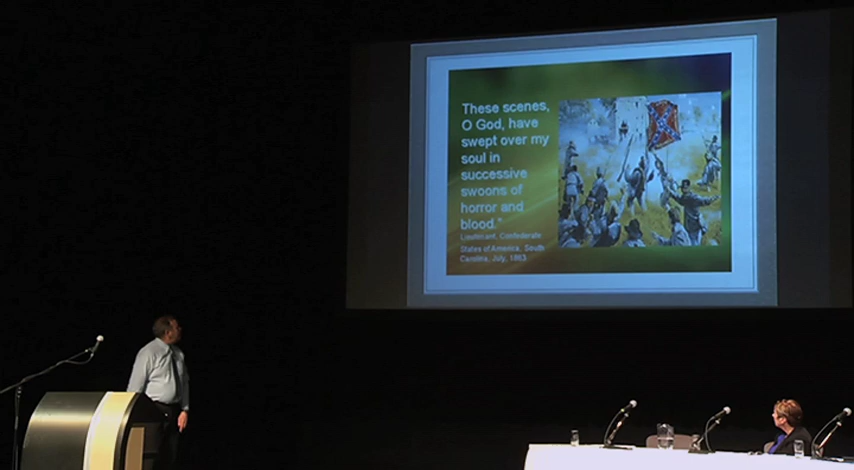 These scenes,
O God, have
swept over my
soul in
successive
swoons of
horror and
blood."
Lieutenant, Confederate
States of America, South
Carolina, July, 1863